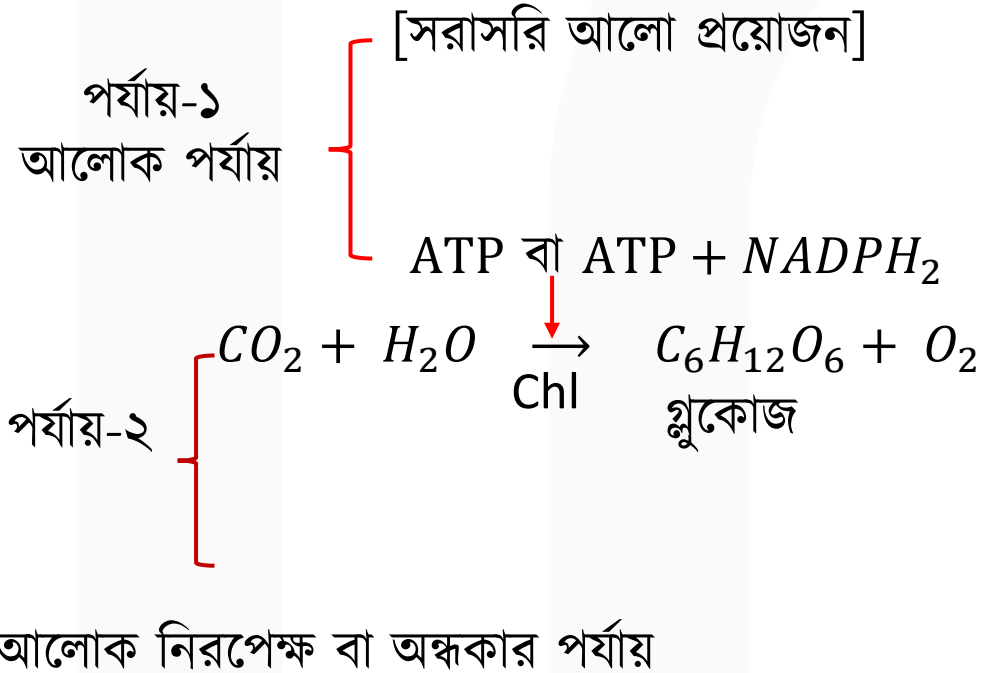 [সরাসরি আলো প্রয়োজন]
পর্যায়-১
আলোক পর্যায়
ATP বা ATP + NADPH₂
CO₂ + H₂O ⟶ C₆H₁₂O₆ + O₂
Chl
গ্লুকোজ
পর্যায়-২
আলোক নিরপেক্ষ বা অন্ধকার পর্যায়